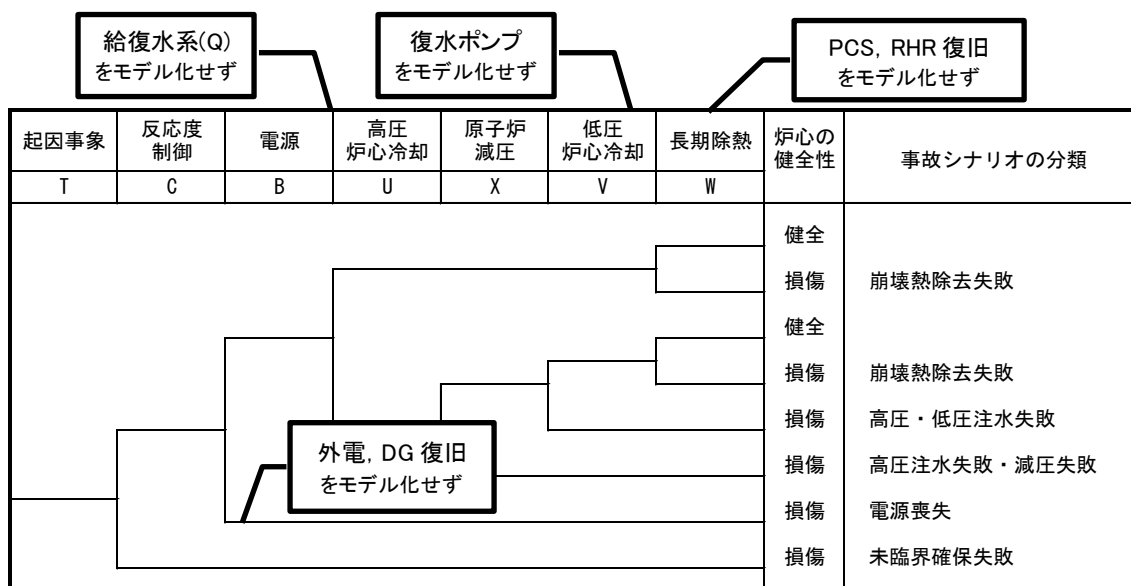 給復水系(Q)
をモデル化せず
復水ポンプ
をモデル化せず
PCS, RHR 復旧
をモデル化せず
起因事象
反応度
制御
電源
高圧
炉心冷却
原子炉
減圧
低圧
炉心冷却
長期除熱
炉心の
健全性
事故シナリオの分類
T
C
B
U
X
V
W
健全
損傷 崩壊熱除去失敗
健全
損傷 崩壊熱除去失敗
損傷 高圧・低圧注水失敗
損傷 高圧注水失敗・減圧失敗
損傷 電源喪失
損傷 未臨界確保失敗
外電, DG 復旧
をモデル化せず